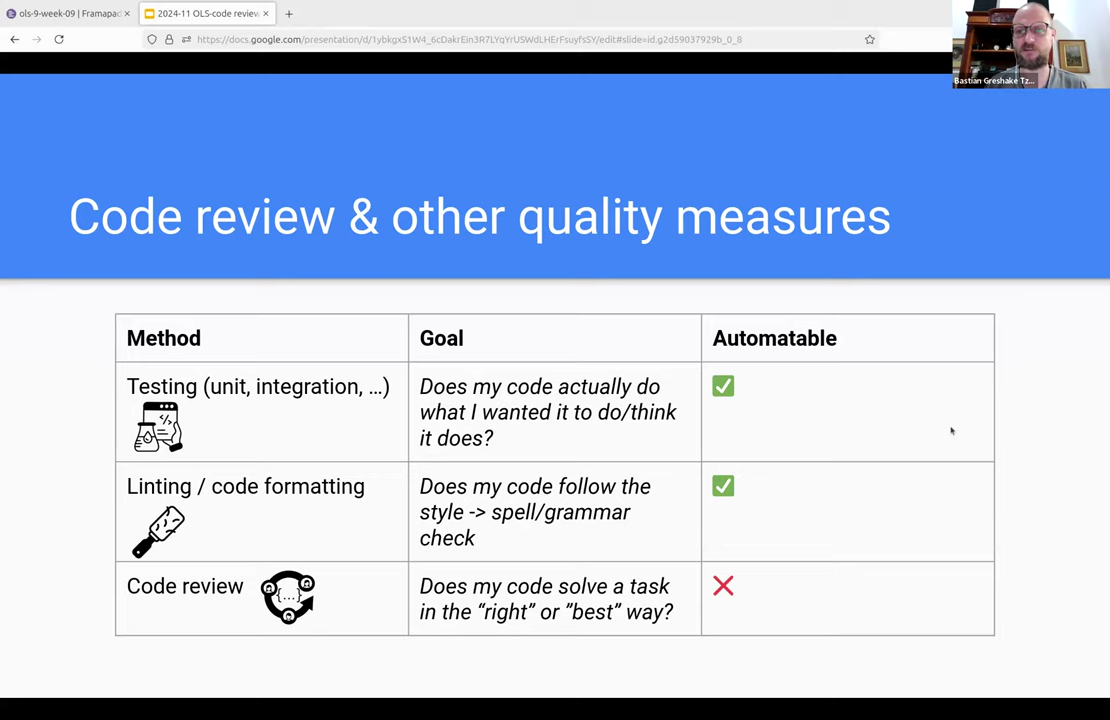 ols-9-week-09 | Framapad
2024-11 OLS-code review
https://docs.google.com/presentation/d/1ybkgxS1W4_6cDakrEin3R7LYqYrUSWdLHErFsuyfsSY/edit#slide=id.g2d59037929b_0_8
Bastian Greshake Tz...
Code review & other quality measures
Method
Goal
Automatable
Testing (unit, integration, ...)
Does my code actually do
what I wanted it to do/think
it does?
Linting / code formatting
Does my code follow the
style -> spell/grammar
check
Code review
{...}
Does my code solve a task
in the “right” or ”best” way?